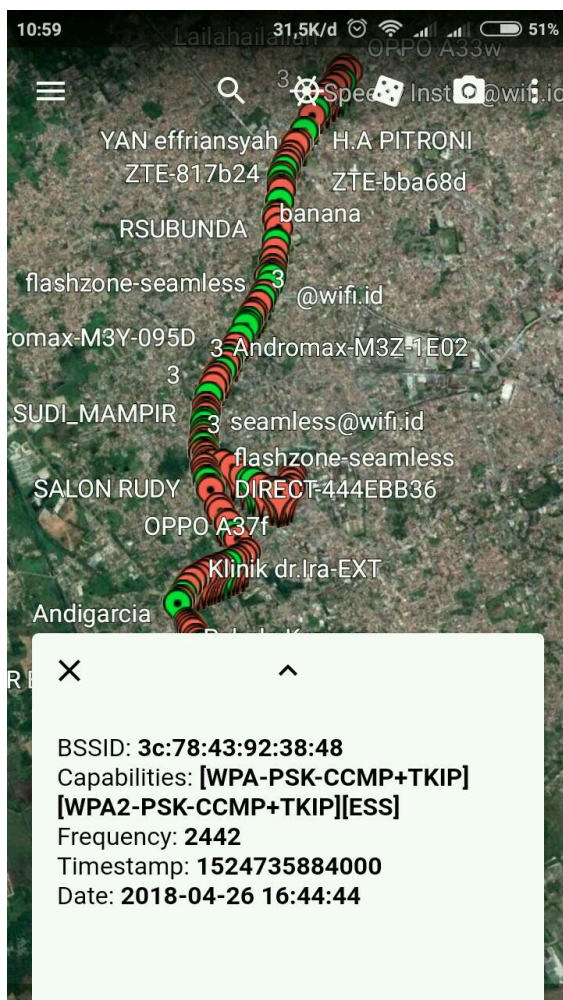 10:59
31,5K/d
51%
Lailahailallah
OPPO A33w
3
@wifi.io
YAN effriansyah
H.A PITRONI
ZTE-817b24
ZTE-bba68d
banana
RSUBUNDA
flashzone-seamless
3
@wifi.id
romax-M3Y-095D
3
Andromax-M3Z-1E02
3
SUDI_MAMPIR
3
seamless@wifi.id
flashzone-seamless
SALON RUDY
DIRECT-444EBB36
OPPO A37f
Klinik dr.Ira-EXT
Andigarcia
BSSID: 3c:78:43:92:38:48
Capabilities: [WPA-PSK-CCMP+TKIP]
[WPA2-PSK-CCMP+TKIP][ESS]
Frequency: 2442
Timestamp: 1524735884000
Date: 2018-04-26 16:44:44